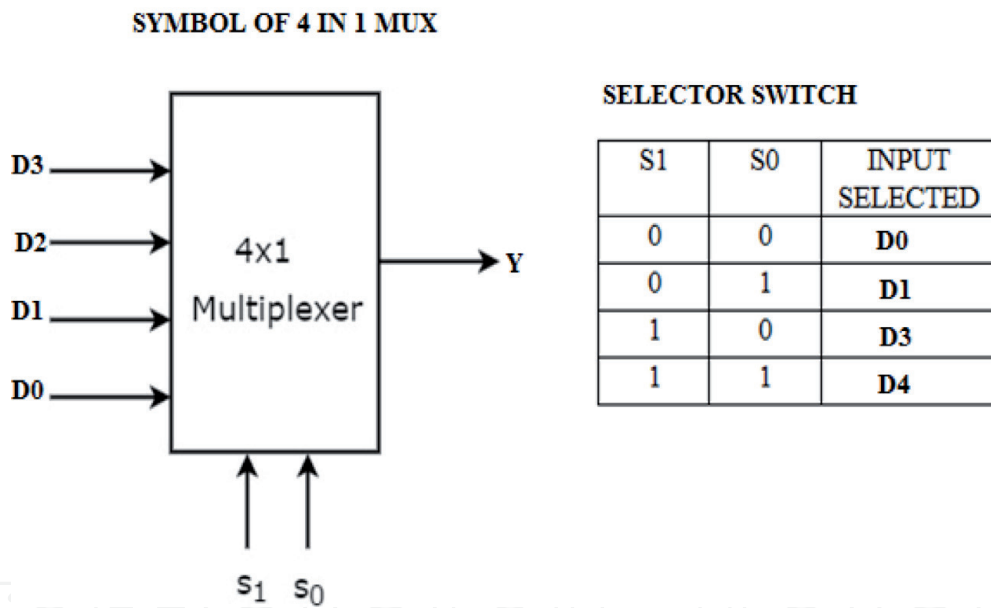 SYMBOL OF 4 IN 1 MUX
D3
D2
D1
D0
4x1
Multiplexer
Y
S1 S0
SELECTOR SWITCH
S1 S0 INPUT
SELECTED
0 0 D0
0 1 D1
1 0 D3
1 1 D4